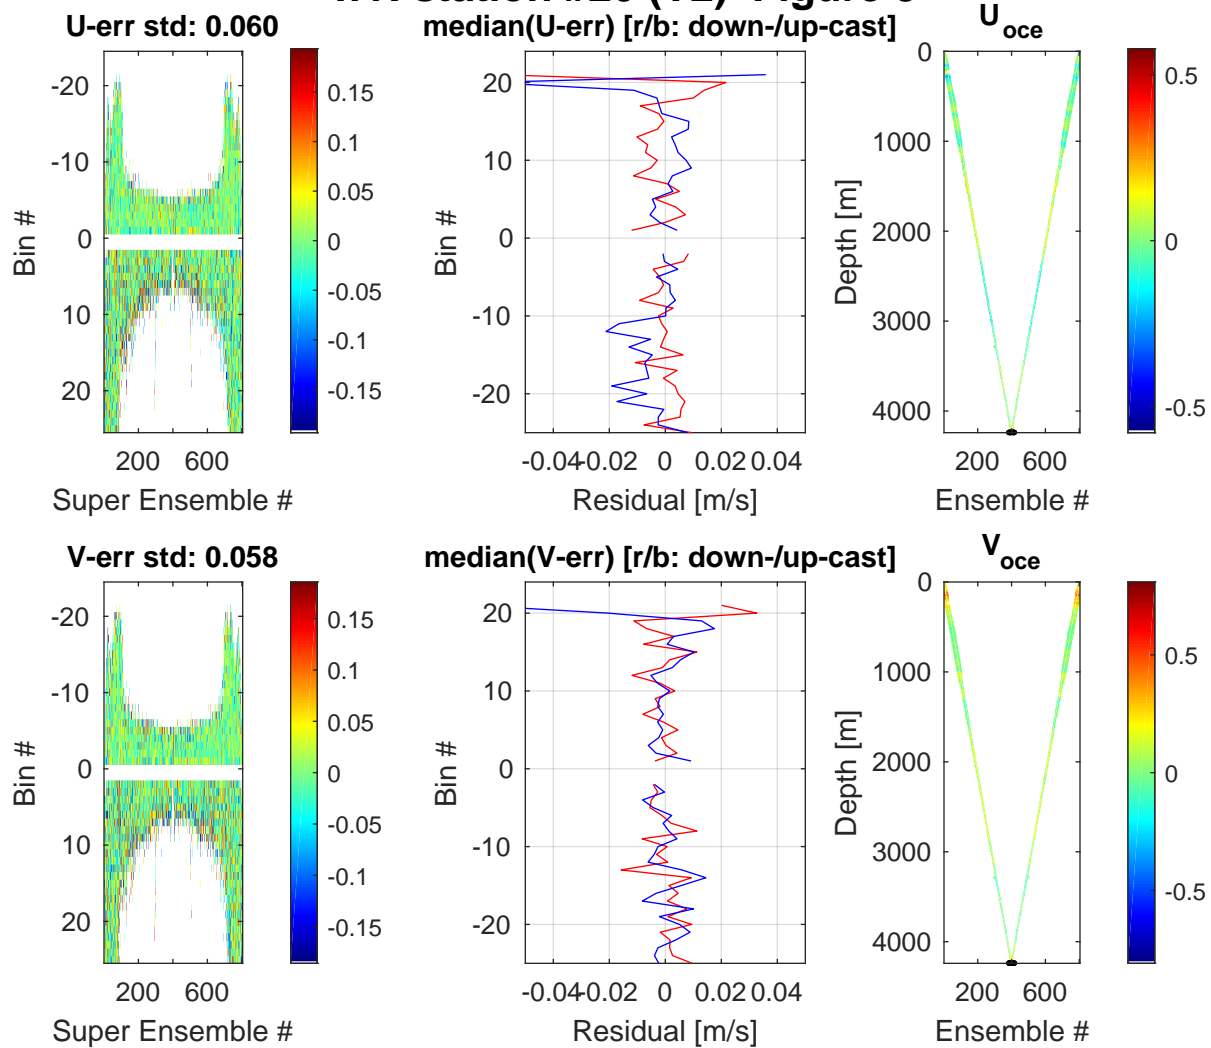 U-err std: 0.060
-20
-10
0
10
20
Bin #
200 600
Super Ensemble #
0.15
0.1
0.05
0
-0.05
-0.1
-0.15
median(U-err) [r/b: down-/up-cast]
20
10
0
-10
-20
Bin #
-0.04 -0.02 0 0.02 0.04
Residual [m/s]
U_oce
0
1000
2000
3000
4000
Depth [m]
200 600
Ensemble #
0.5
0
-0.5
V-err std: 0.058
-20
-10
0
10
20
Bin #
200 600
Super Ensemble #
0.15
0.1
0.05
0
-0.05
-0.1
-0.15
median(V-err) [r/b: down-/up-cast]
20
10
0
-10
-20
Bin #
-0.04 -0.02 0 0.02 0.04
Residual [m/s]
V_oce
0
1000
2000
3000
4000
Depth [m]
200 600
Ensemble #
0.5
0
-0.5